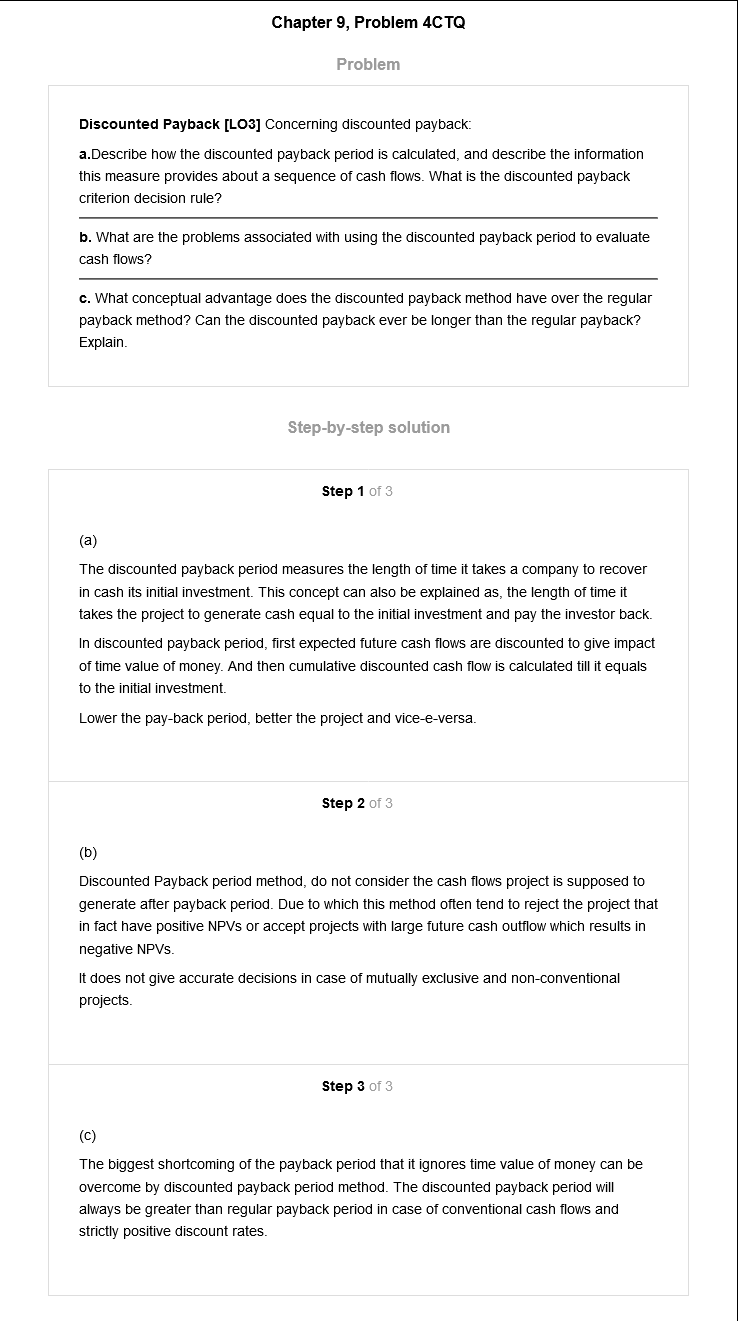 Chapter 9, Problem 4CTQ
Problem
Discounted Payback [LO3] Concerning discounted payback:
a.Describe how the discounted payback period is calculated, and describe the information
this measure provides about a sequence of cash flows. What is the discounted payback
criterion decision rule?
b. What are the problems associated with using the discounted payback period to evaluate
cash flows?
c. What conceptual advantage does the discounted payback method have over the regular
payback method? Can the discounted payback ever be longer than the regular payback?
Explain.
Step-by-step solution
Step 1 of 3
(a)
The discounted payback period measures the length of time it takes a company to recover
in cash its initial investment. This concept can also be explained as, the length of time it
takes the project to generate cash equal to the initial investment and pay the investor back.
In discounted payback period, first expected future cash flows are discounted to give impact
of time value of money. And then cumulative discounted cash flow is calculated till it equals
to the initial investment.
Lower the pay-back period, better the project and vice-e-versa.
Step 2 of 3
(b)
Discounted Payback period method, do not consider the cash flows project is supposed to
generate after payback period. Due to which this method often tend to reject the project that
in fact have positive NPVs or accept projects with large future cash outflow which results in
negative NPVs.
It does not give accurate decisions in case of mutually exclusive and non-conventional
projects.
Step 3 of 3
(c)
The biggest shortcoming of the payback period that it ignores time value of money can be
overcome by discounted payback period method. The discounted payback period will
always be greater than regular payback period in case of conventional cash flows and
strictly positive discount rates.